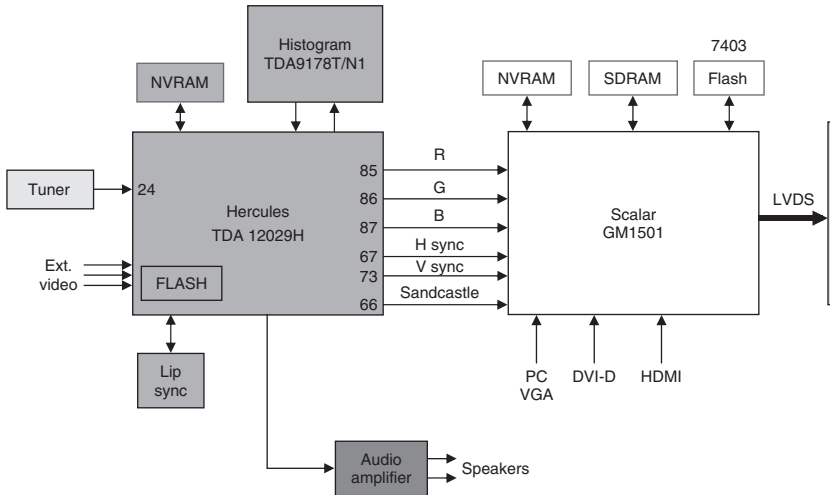 Histogram
TDA9178T/N1
7403
NVRAM
NVRAM
SDRAM
Flash
Tuner
24
85
R
86
G
87
B
67
H sync
73
V sync
66
Sandcastle
Hercules
TDA 12029H
Scalar
GM1501
LVDS
Ext.
video
FLASH
Lip
sync
PC
VGA
DVI-D
HDMI
Audio
amplifier
Speakers